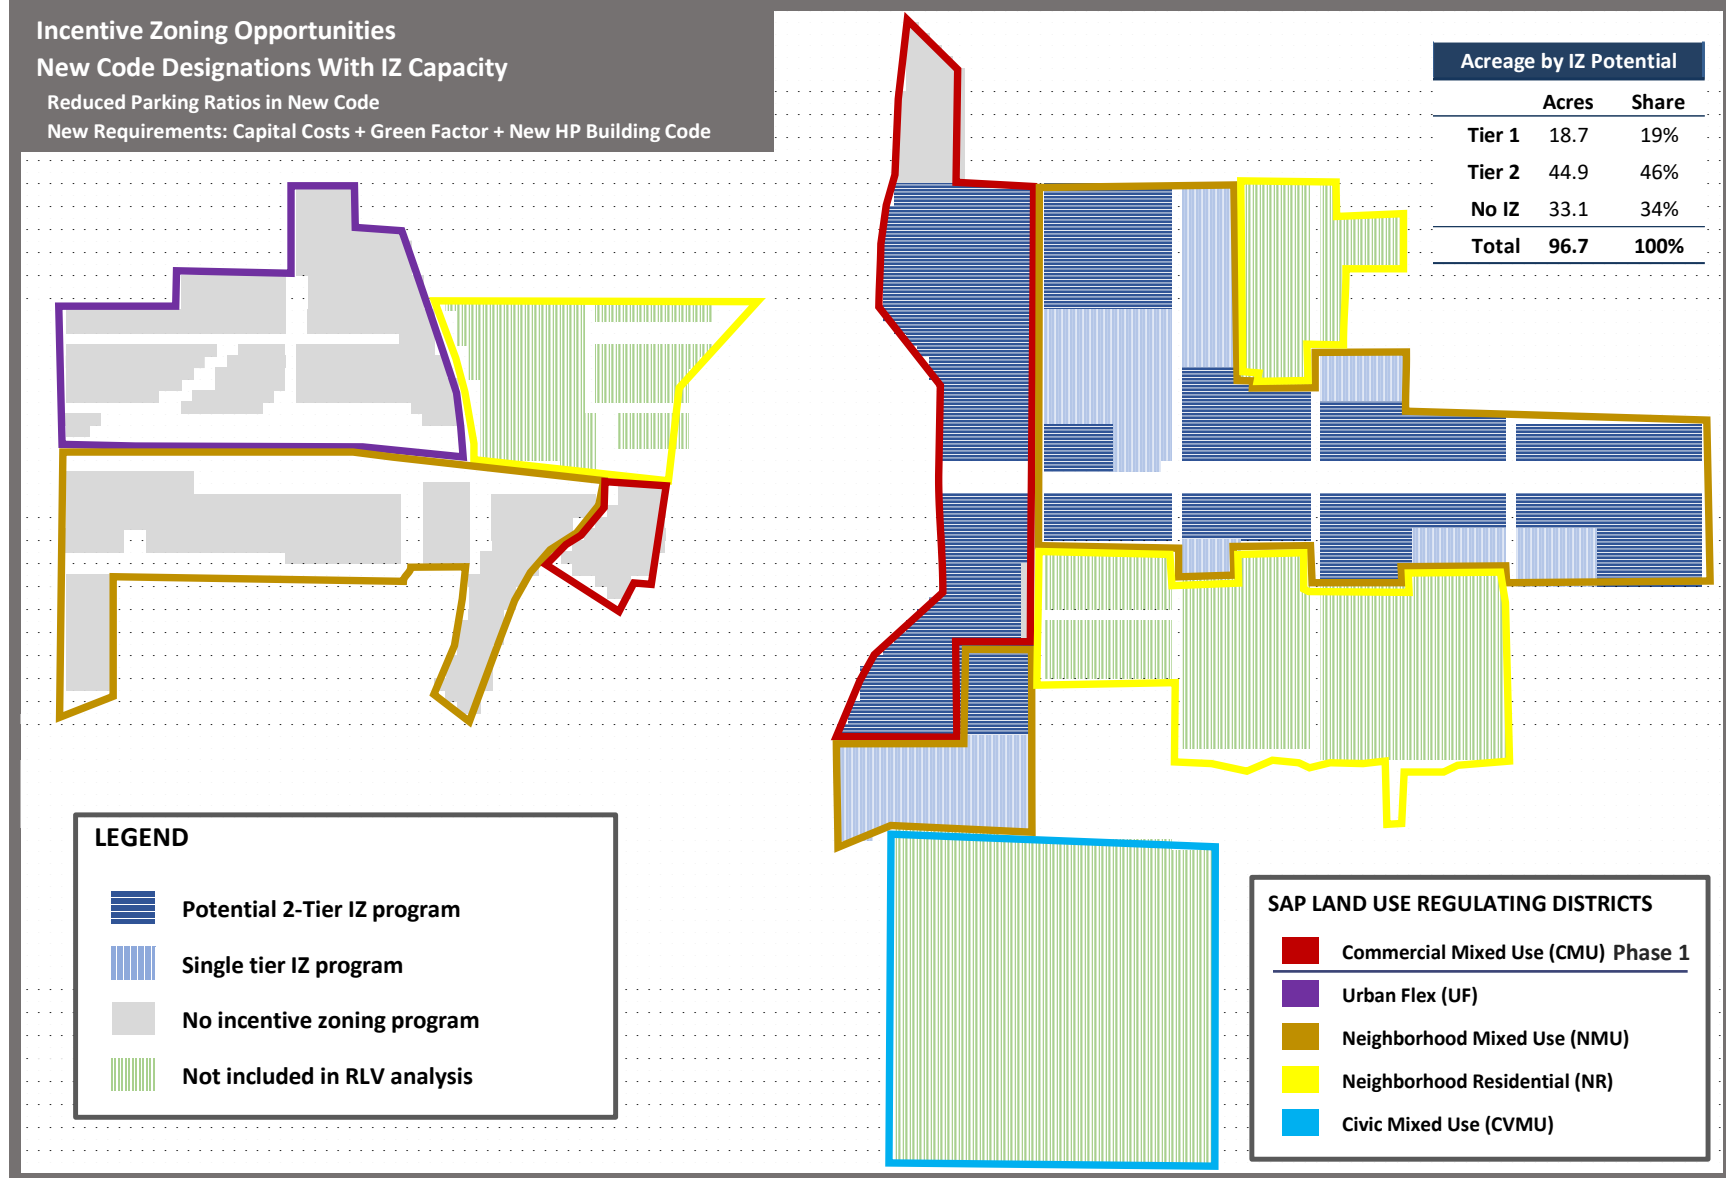 Incentive Zoning Opportunities
New Code Designations With IZ Capacity
Reduced Parking Ratios in New Code
New Requirements: Capital Costs + Green Factor + New HP Building Code
Acreage by IZ Potential
Acres Share
Tier 1 18.7 19%
Tier 2 44.9 46%
No IZ 33.1 34%
Total 96.7 100%
LEGEND
Potential 2-Tier IZ program
Single tier IZ program
No incentive zoning program
Not included in RLV analysis
SAP LAND USE REGULATING DISTRICTS
Commercial Mixed Use (CMU) Phase 1
Urban Flex (UF)
Neighborhood Mixed Use (NMU)
Neighborhood Residential (NR)
Civic Mixed Use (CVMU)